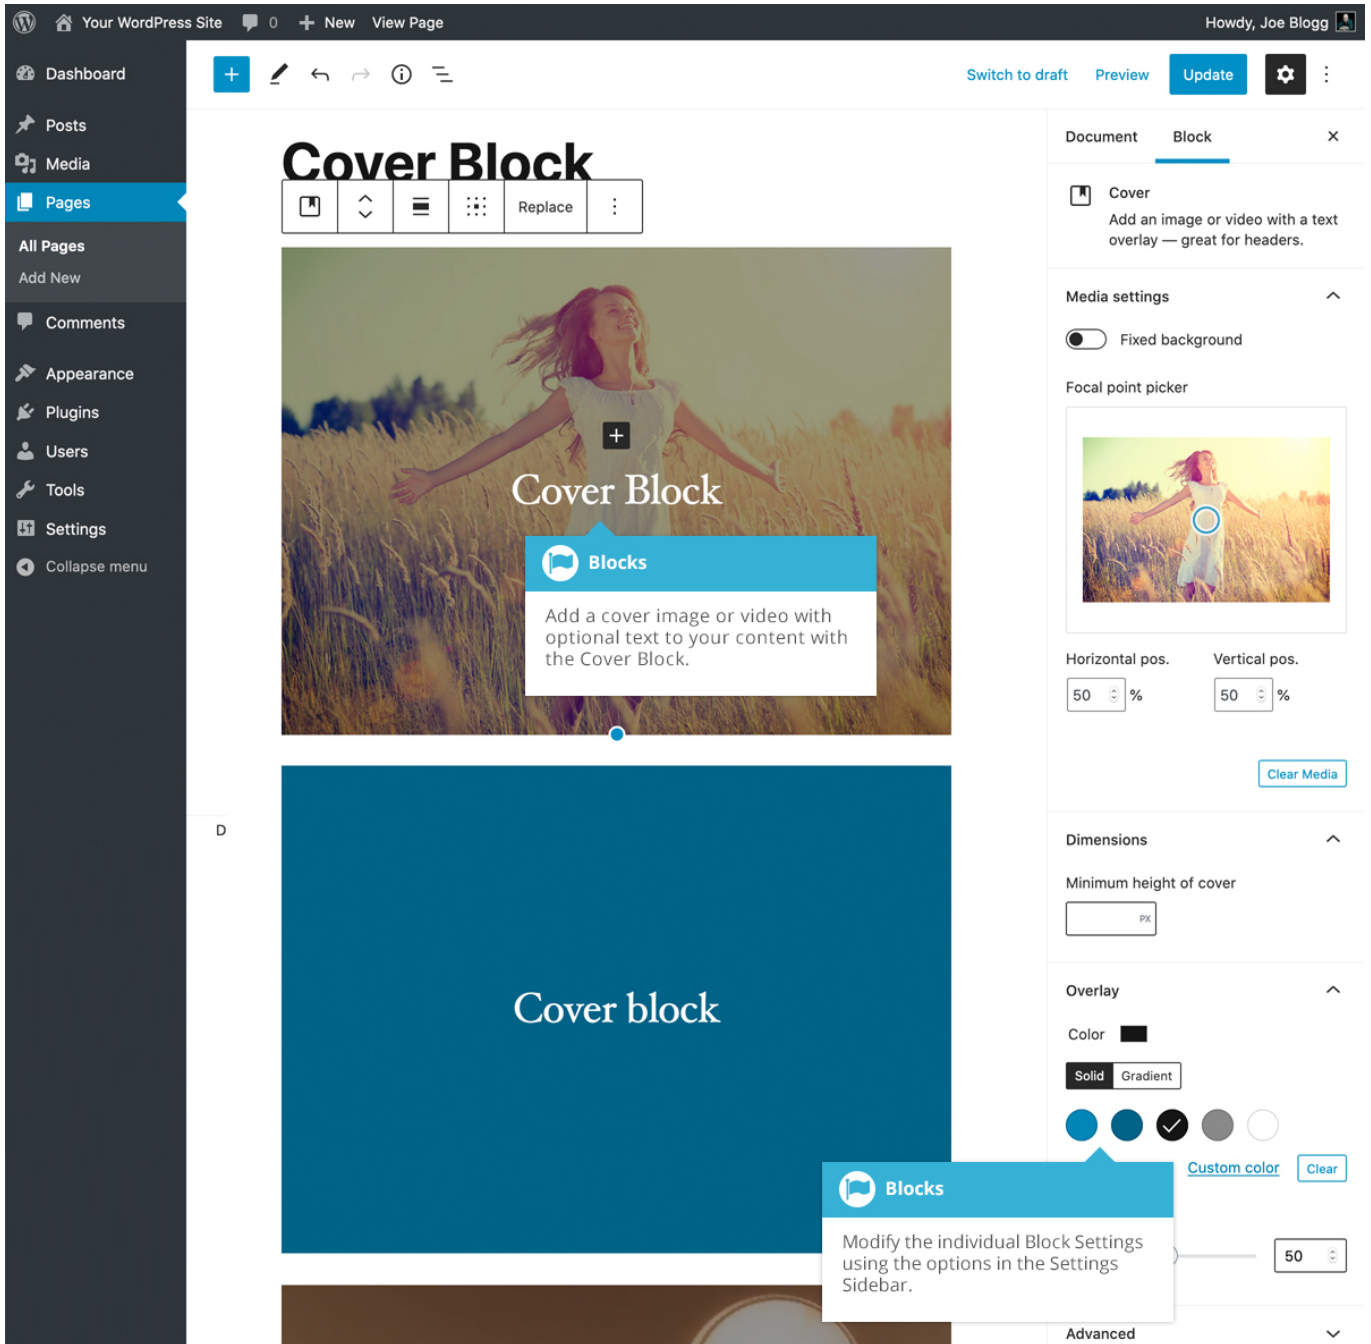 Your WordPress Site 0 New View Page Howdy, Joe Blogg
Dashboard
Posts
Media
Pages
All Pages
Add New
Comments
Appearance
Plugins
Users
Tools
Settings
Collapse menu
Switch to draft Preview Update
Cover Block
Replace
Cover Block
Blocks
Add a cover image or video with
optional text to your content with
the Cover Block.
D
Cover block
Document Block
Cover
Add an image or video with a text
overlay — great for headers.
Media settings
Fixed background
Focal point picker
Horizontal pos. Vertical pos.
50 % 50 %
Clear Media
Dimensions
Minimum height of cover
PX
Overlay
Color
Solid Gradient
Custom color Clear
Blocks
Modify the individual Block Settings
using the options in the Settings
Sidebar.
50
Advanced